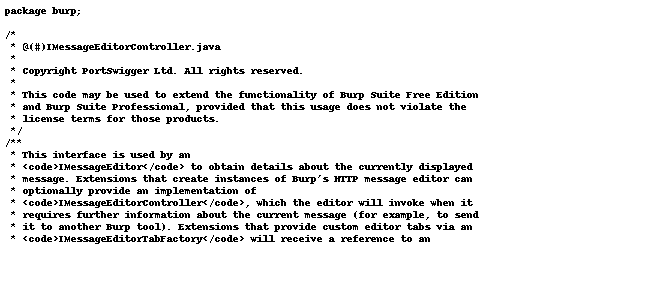 package burp;

/*
 * @(#)IMessageEditorController.java
 *
 * Copyright PortSwigger Ltd. All rights reserved.
 *
 * This code may be used to extend the functionality of Burp Suite Free Edition
 * and Burp Suite Professional, provided that this usage does not violate the
 * license terms for those products.
 */
/**
 * This interface is used by an
 * <code>IMessageEditor</code> to obtain details about the currently displayed
 * message. Extensions that create instances of Burp's HTTP message editor can
 * optionally provide an implementation of
 * <code>IMessageEditorController</code>, which the editor will invoke when it
 * requires further information about the current message (for example, to send
 * it to another Burp tool). Extensions that provide custom editor tabs via an
 * <code>IMessageEditorTabFactory</code> will receive a reference to an